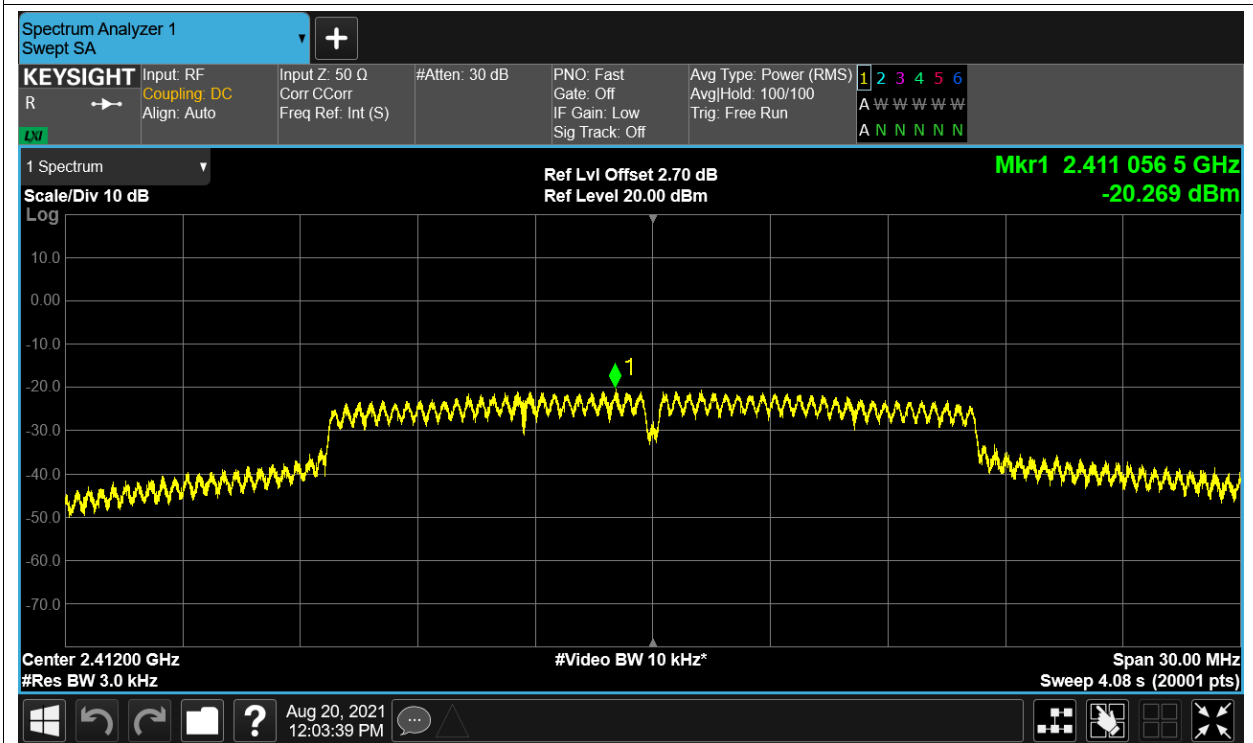 Spectrum Analyzer 1
Swept SA
KEYSIGHT
R
LXI
Input: RF
Coupling: DC
Align: Auto
Input Z: 50 Ω
Corr CCorr
Freq Ref: Int (S)
#Atten: 30 dB
PNO: Fast
Gate: Off
IF Gain: Low
Sig Track: Off
Avg Type: Power (RMS)
Avg|Hold: 100/100
Trig: Free Run
1 2 3 4 5 6
A W W W W W
A N N N N N
1 Spectrum
Scale/Div 10 dB
Log
Ref Lvl Offset 2.70 dB
Ref Level 20.00 dBm
Mkr1 2.411 056 5 GHz
-20.269 dBm
10.0
0.00
-10.0
1
-20.0
-30.0
-40.0
-50.0
-60.0
-70.0
Center 2.41200 GHz
#Res BW 3.0 kHz
#Video BW 10 kHz*
Span 30.00 MHz
Sweep 4.08 s (20001 pts)
?
Aug 20, 2021
12:03:39 PM